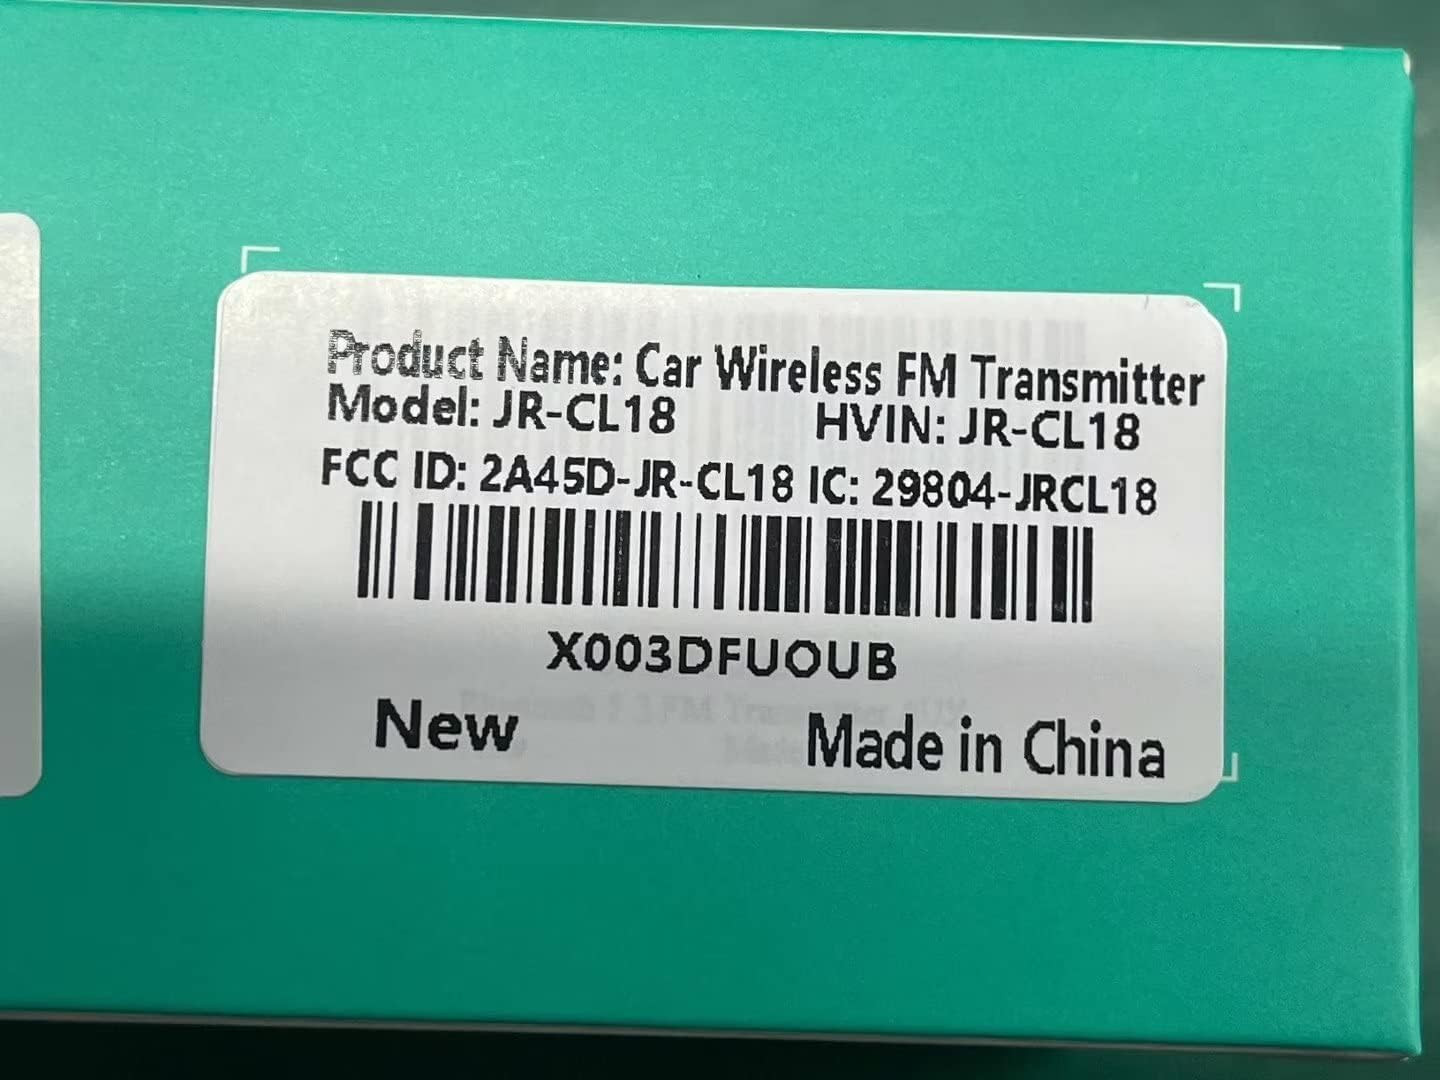 Product Name: Car Wireless FM Transmitter
Model: JR-CL18 HVIN: JR-CL18
FCC ID: 2A45D-JR-CL18 IC: 29804-JRCL18
X003DFUOUB
New Made in China